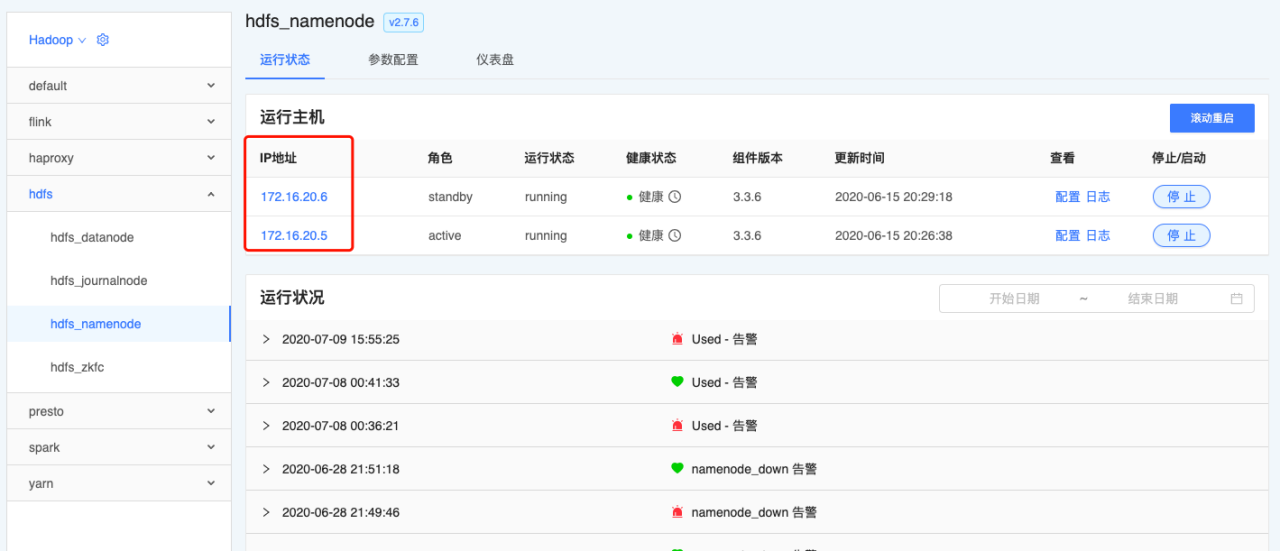 Hadoop
default
flink
haproxy
hdfs
hdfs_datanode
hdfs_journalnode
hdfs_namenode
hdfs_zkfc
presto
spark
yarn
hdfs_namenode v2.7.6
运行状态 参数配置 仪表盘
运行主机 滚动重启
IP地址 角色 运行状态 健康状态 组件版本 更新时间 查看 停止/启动
172.16.20.6 standby running 健康 3.3.6 2020-06-15 20:29:18 配置 日志 停 止
172.16.20.5 active running 健康 3.3.6 2020-06-15 20:26:38 配置 日志 停 止
运行状况 开始日期 ~ 结束日期
2020-07-09 15:55:25 Used - 告警
2020-07-08 00:41:33 Used - 告警
2020-07-08 00:36:21 Used - 告警
2020-06-28 21:51:18 namenode_down 告警
2020-06-28 21:49:46 namenode_down 告警